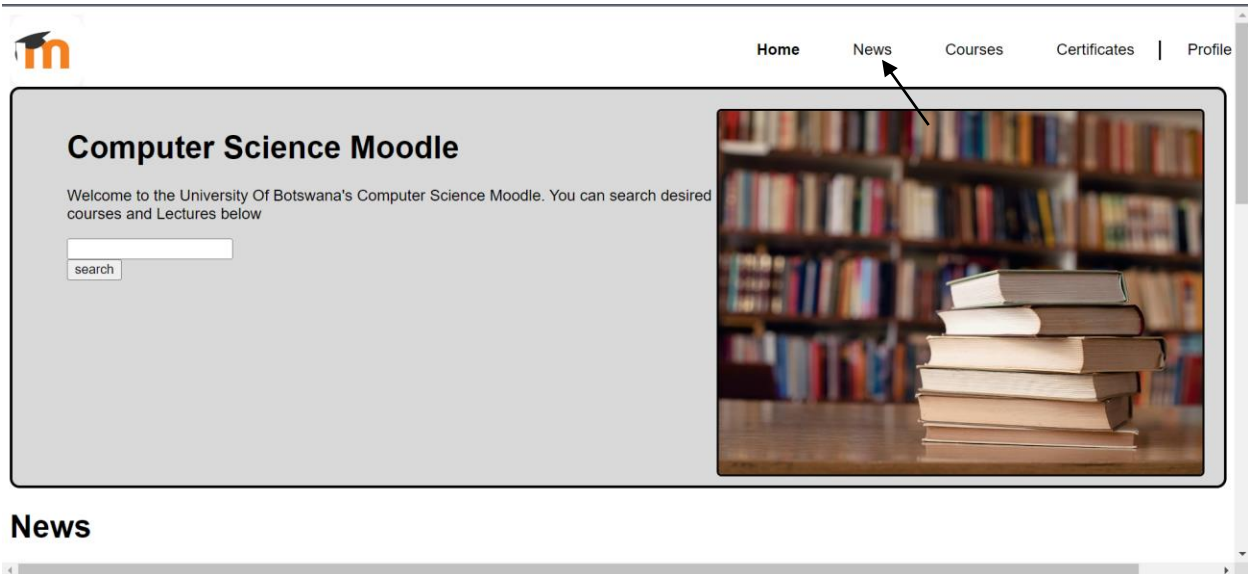 m
Home News Courses Certificates | Profile
Computer Science Moodle
Welcome to the University Of Botswana's Computer Science Moodle. You can search desired
courses and Lectures below
search
News